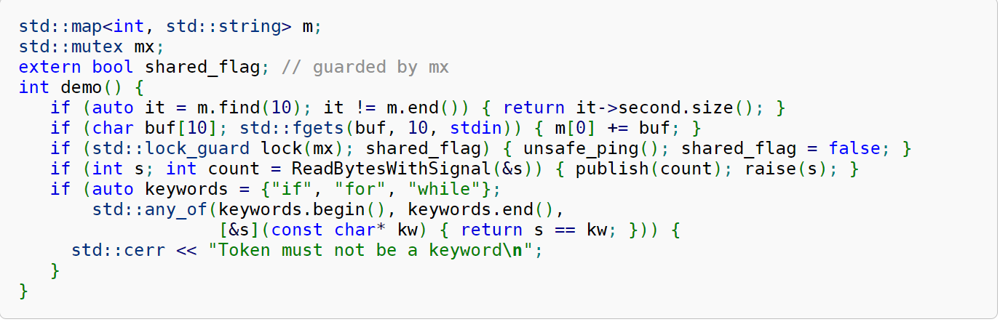 std::map<int, std::string> m;
std::mutex mx;
extern bool shared_flag; // guarded by mx
int demo() {
   if (auto it = m.find(10); it != m.end()) { return it->second.size(); }
   if (char buf[10]; std::fgets(buf, 10, stdin)) { m[0] += buf; }
   if (std::lock_guard lock(mx); shared_flag) { unsafe_ping(); shared_flag = false; }
   if (int s; int count = ReadBytesWithSignal(&s)) { publish(count); raise(s); }
   if (auto keywords = {"if", "for", "while"};
       std::any_of(keywords.begin(), keywords.end(),
                   [&s](const char* kw) { return s == kw; })) {
     std::cerr << "Token must not be a keyword\n";
   }
}